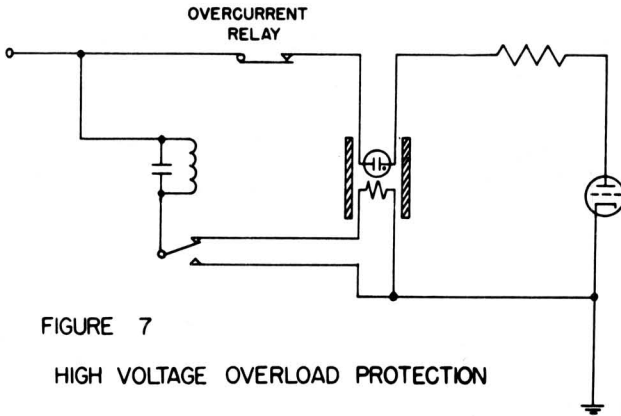 OVERCURRENT
RELAY
FIGURE 7
HIGH VOLTAGE OVERLOAD PROTECTION